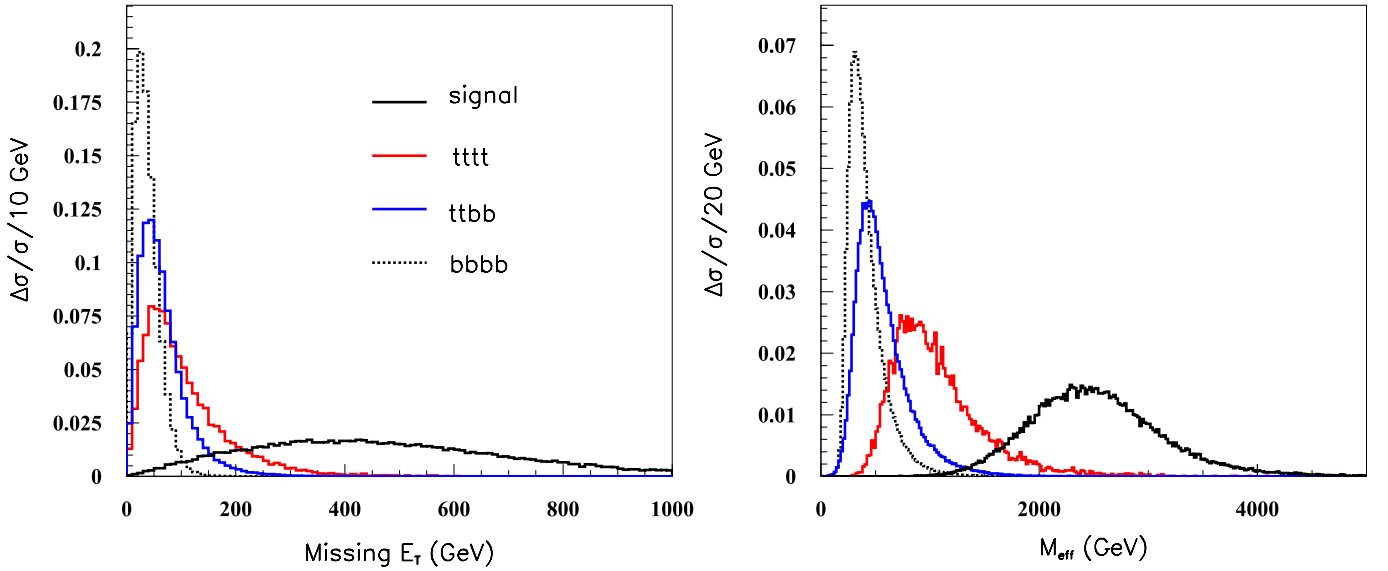 Δσ/σ/10 GeV
0.2
0.175
0.15
0.125
0.1
0.075
0.05
0.025
0
signal
tttt
ttbb
bbbb
0 200 400 600 800 1000
Missing E_T (GeV)
Δσ/σ/20 GeV
0.07
0.06
0.05
0.04
0.03
0.02
0.01
0
0 2000 4000
M_eff (GeV)